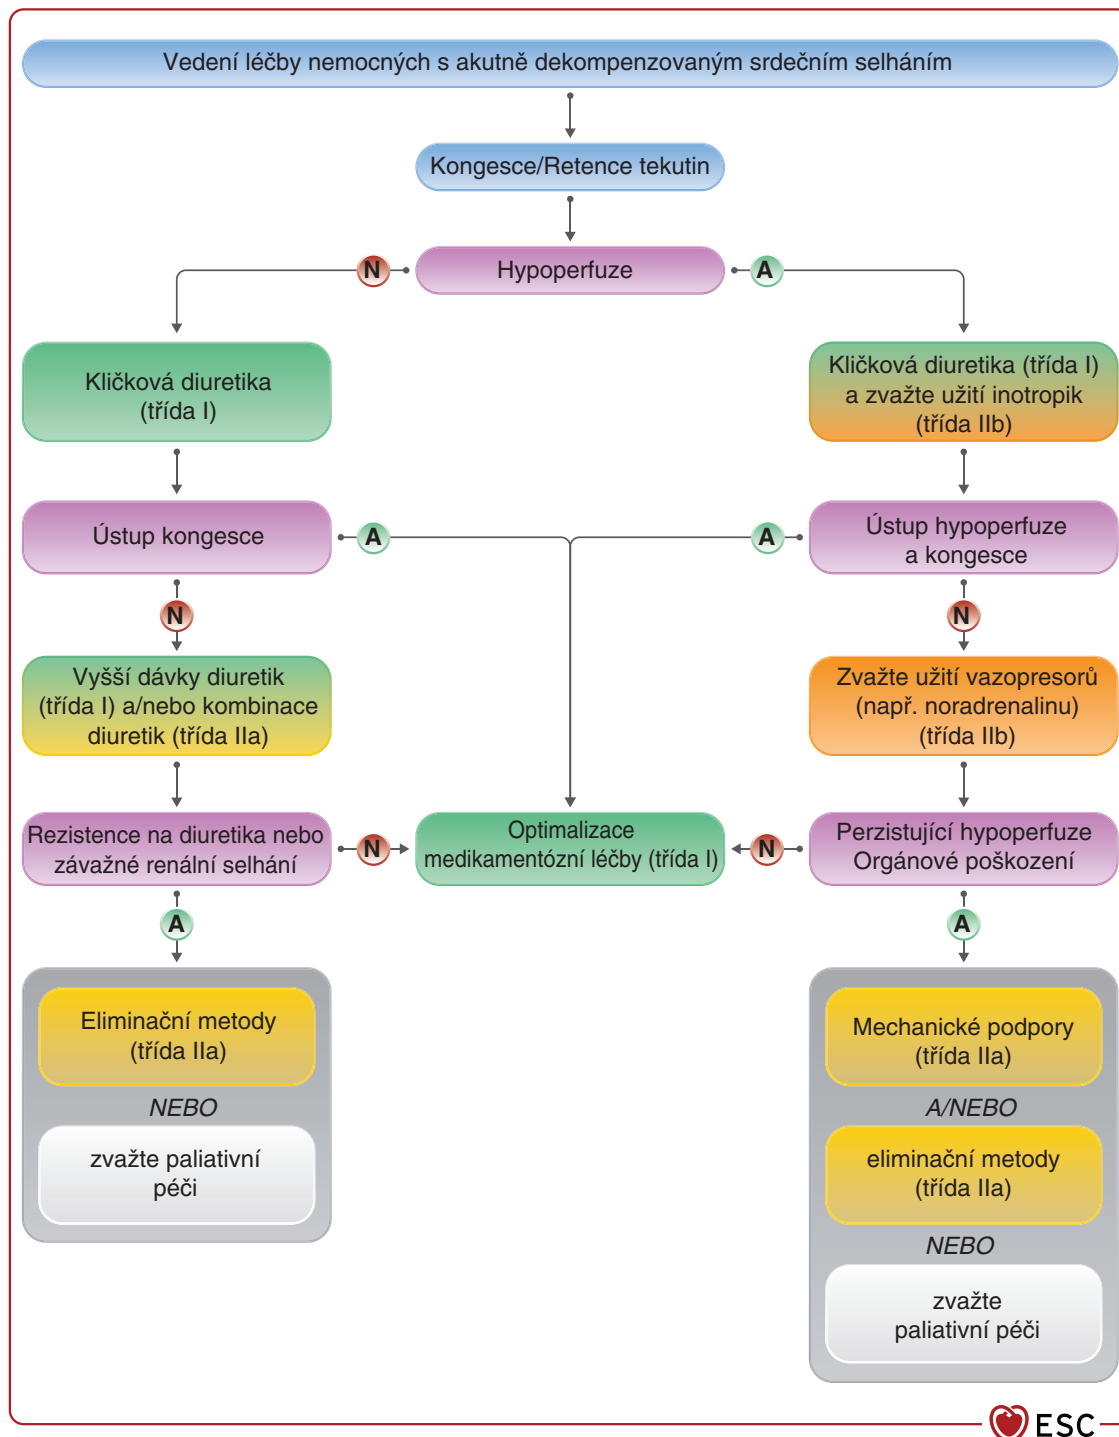 Vedení léčby nemocných s akutně dekompenzovaným srdečním selháním
Kongesce/Retence tekutin
Hypoperfuze
N
A
Kličková diuretika
(třída I)
Kličková diuretika (třída I)
a zvažte užití inotropik
(třída IIb)
Ústup kongesce
A
A
Ústup hypoperfuze
a kongesce
N
N
Vyšší dávky diuretik
(třída I) a/nebo kombinace
diuretik (třída IIa)
Zvažte užití vazopresorů
(např. noradrenalinu)
(třída IIb)
Rezistence na diuretika nebo
závažné renální selhání
N
Optimalizace
medikamentózní léčby (třída I)
N
Perzistující hypoperfuze
Orgánové poškození
A
A
Eliminační metody
(třída IIa)
NEBO
zvažte paliativní
péči
Mechanické podpory
(třída IIa)
A/NEBO
eliminační metody
(třída IIa)
NEBO
zvažte
paliativní péči
ESC